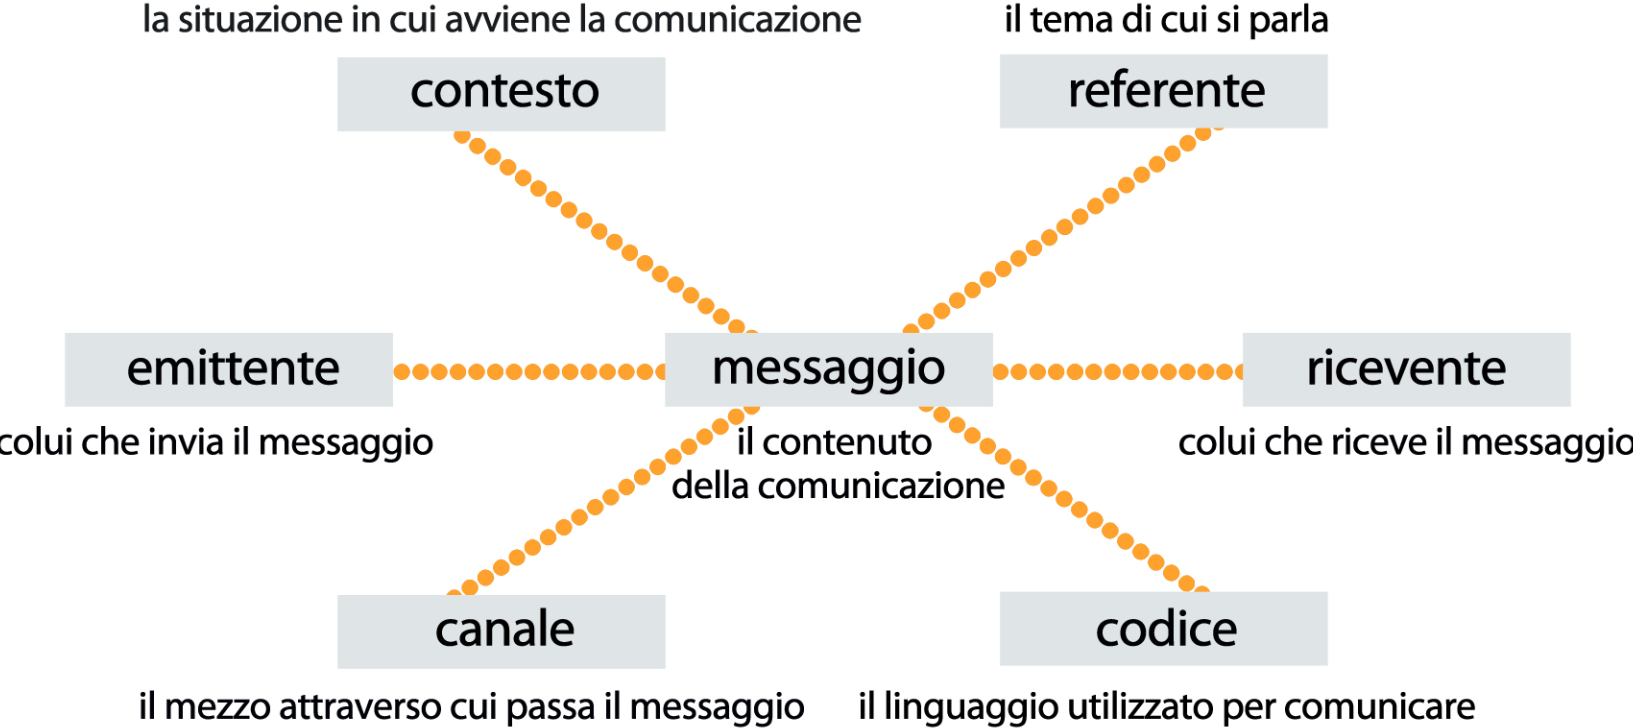 la situazione in cui avviene la comunicazione
il tema di cui si parla
contesto
referente
emittente
messaggio
ricevente
colui che invia il messaggio
il contenuto
della comunicazione
colui che riceve il messaggio
canale
codice
il mezzo attraverso cui passa il messaggio
il linguaggio utilizzato per comunicare